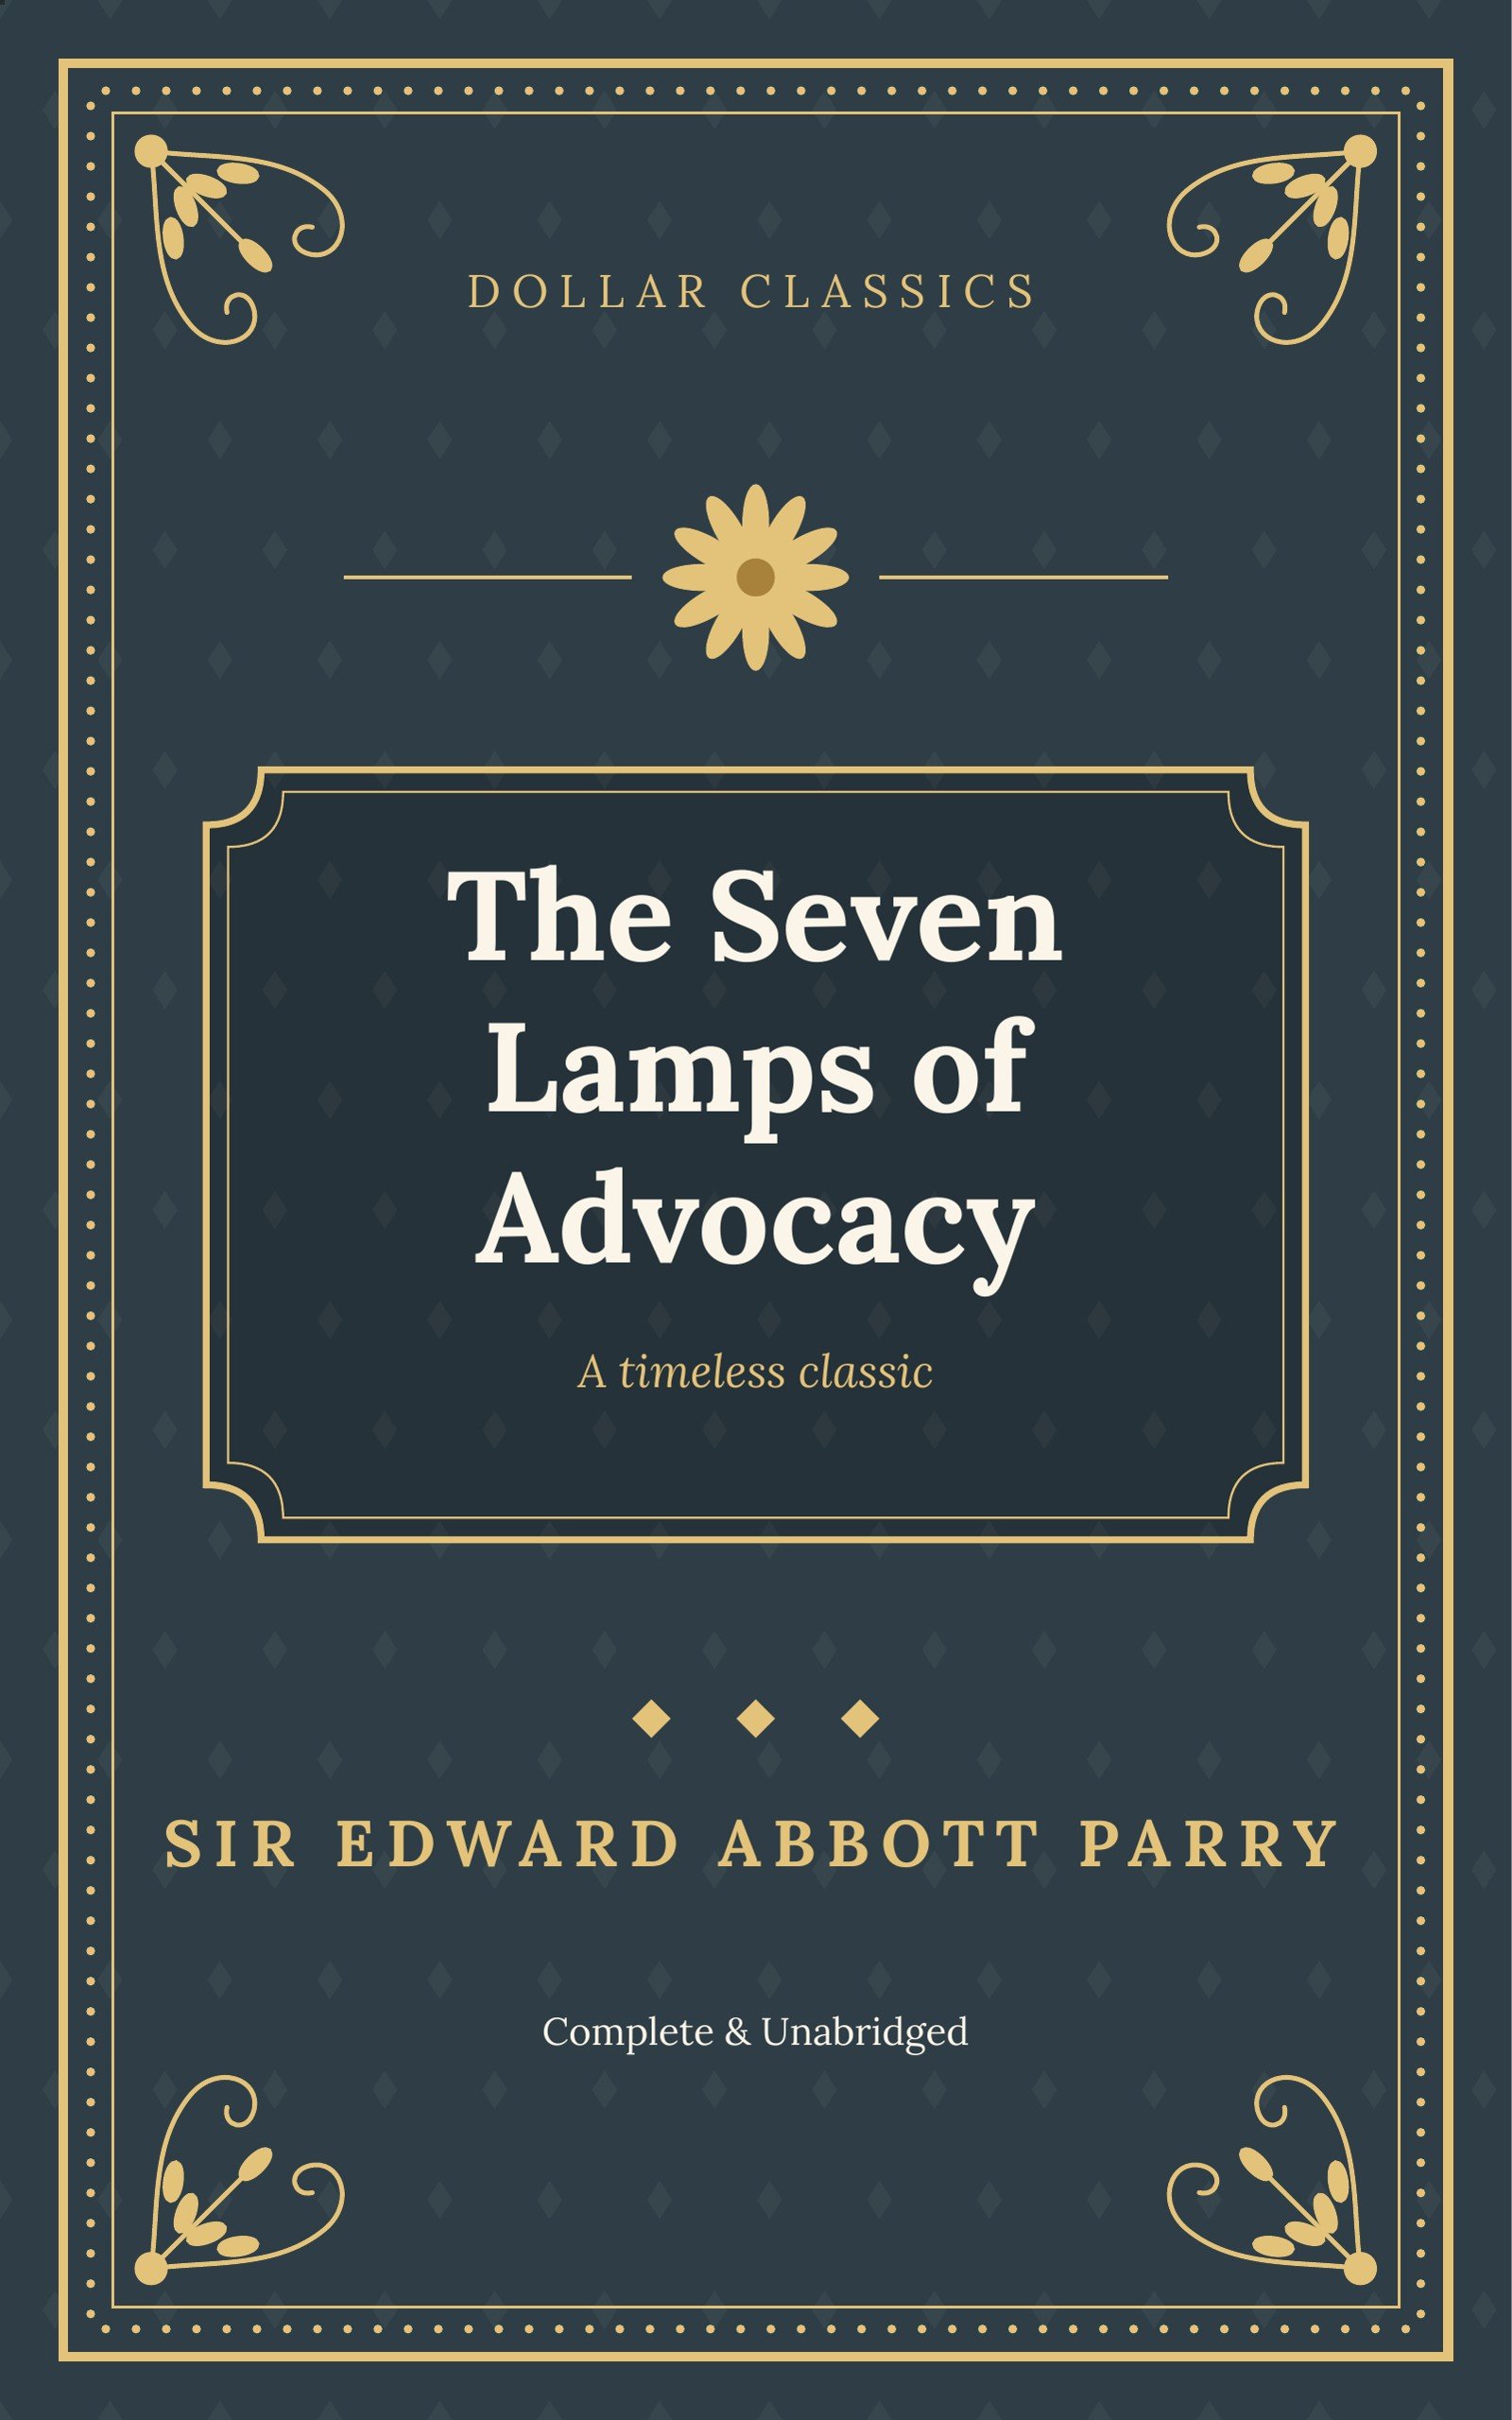 DOLLAR CLASSICS
The Seven
Lamps of
Advocacy
A timeless classic
SIR EDWARD ABBOTT PARRY
Complete & Unabridged